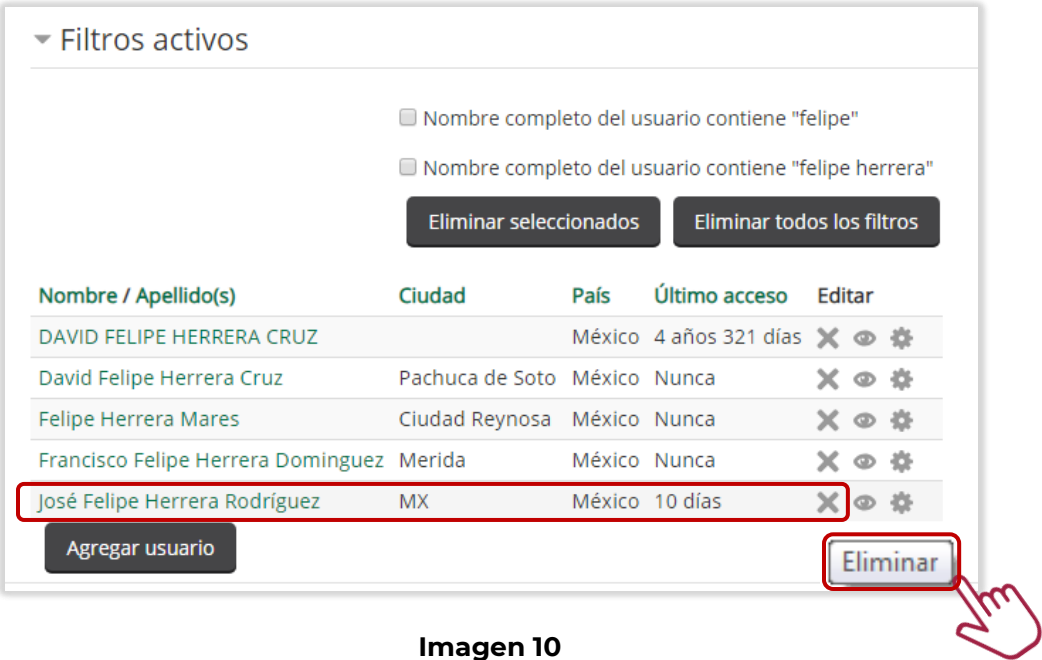 Filtros activos
Nombre completo del usuario contiene "felipe"
Nombre completo del usuario contiene "felipe herrera"
Eliminar seleccionados Eliminar todos los filtros
Nombre / Apellido(s) Ciudad País Último acceso Editar
DAVID FELIPE HERRERA CRUZ México 4 años 321 días
David Felipe Herrera Cruz Pachuca de Soto México Nunca
Felipe Herrera Mares Ciudad Reynosa México Nunca
Francisco Felipe Herrera Dominguez Merida México Nunca
José Felipe Herrera Rodríguez MX México 10 días
Agregar usuario
Eliminar
Imagen 10